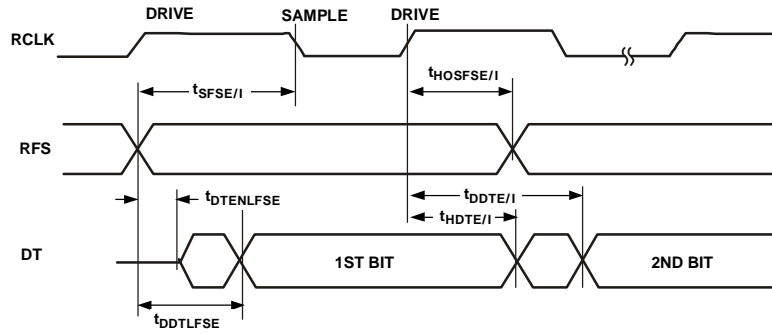 DRIVE SAMPLE DRIVE
RCLK
tSFSE/I
tHOSFSE/I
RFS
tDDTE/I
tDTENLFSE
tHDTE/I
DT
1ST BIT
2ND BIT
tDDTLFSE